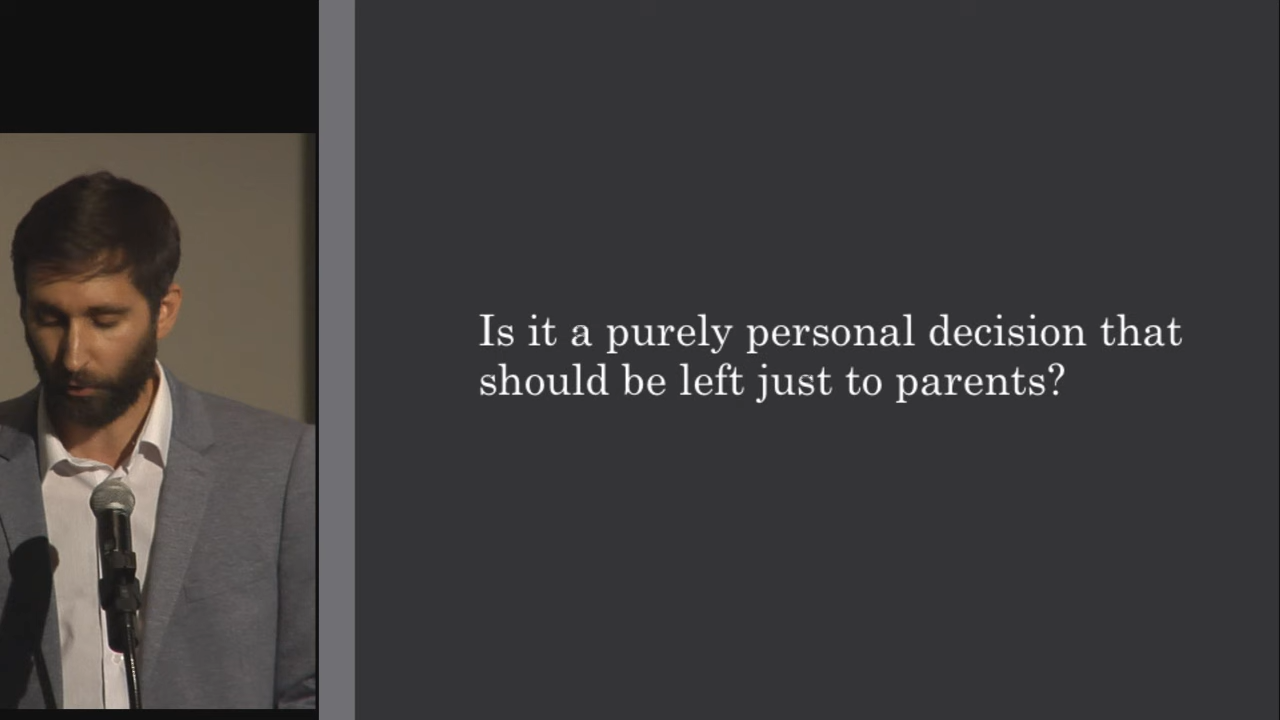 Is it a purely personal decision that
should be left just to parents?